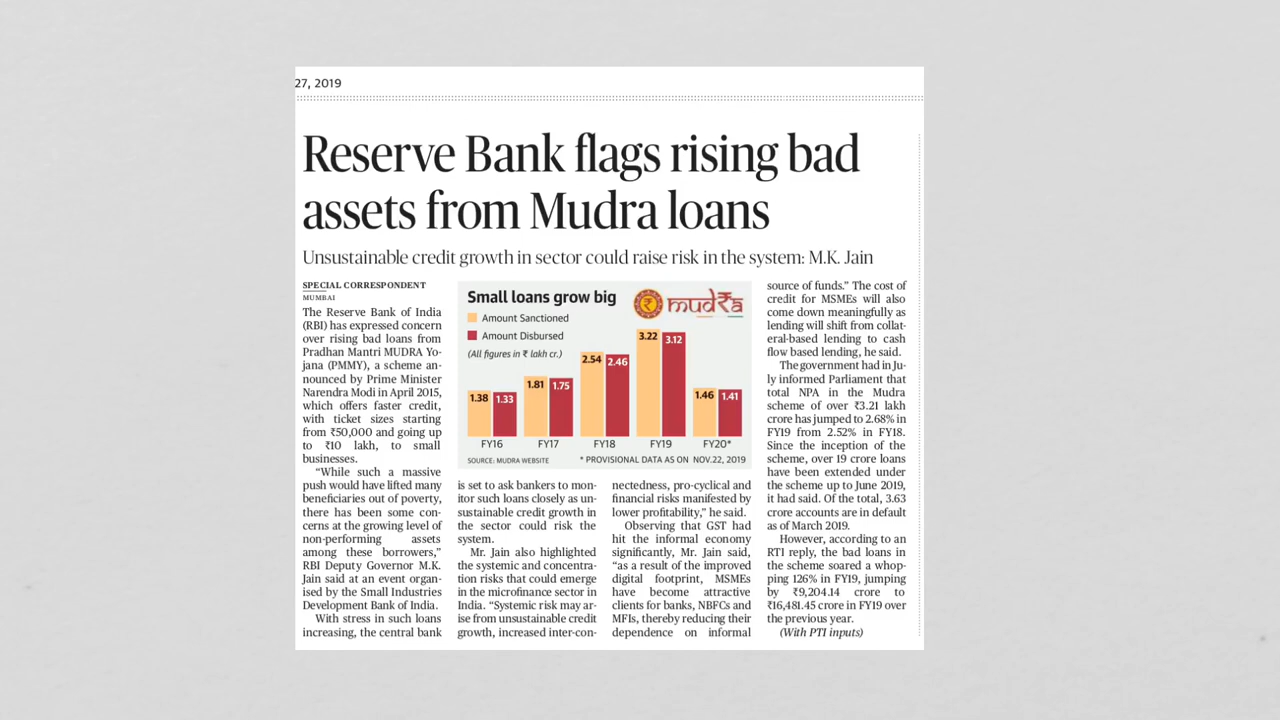 27, 2019
Reserve Bank flags rising bad
assets from Mudra loans
Unsustainable credit growth in sector could raise risk in the system: M.K. Jain
SPECIAL CORRESPONDENT
MUMBAI
The Reserve Bank of India
(RBI) has expressed concern
over rising bad loans from
Pradhan Mantri MUDRA Yo-
jana (PMMY), a scheme an-
nounced by Prime Minister
Narendra Modi in April 2015,
which offers faster credit,
with ticket sizes starting
from ₹50,000 and going up
to ₹10 lakh, to small
businesses.
“While such a massive
push would have lifted many
beneficiaries out of poverty,
there has been some con-
cerns at the growing level of
non-performing assets
among these borrowers,”
RBI Deputy Governor M.K.
Jain said at an event organ-
ised by the Small Industries
Development Bank of India.
With stress in such loans
increasing, the central bank
Small loans grow big
mudra
Amount Sanctioned
Amount Disbursed
(All figures in ₹ lakh cr.)
1.38 1.33
1.81 1.75
2.54 2.46
3.22 3.12
1.46 1.41
FY16 FY17 FY18 FY19 FY20*
SOURCE: MUDRA WEBSITE * PROVISIONAL DATA AS ON NOV.22, 2019
is set to ask bankers to mon-
itor such loans closely as un-
sustainable credit growth in
the sector could risk the
system.
Mr. Jain also highlighted
the systemic and concentra-
tion risks that could emerge
in the microfinance sector in
India. “Systemic risk may ar-
ise from unsustainable credit
growth, increased inter-con-
nectedness, pro-cyclical and
financial risks manifested by
lower profitability,” he said.
Observing that GST had
hit the informal economy
significantly, Mr. Jain said,
“as a result of the improved
digital footprint, MSMEs
have become attractive
clients for banks, NBFCs and
MFIs, thereby reducing their
dependence on informal
source of funds.” The cost of
credit for MSMEs will also
come down meaningfully as
lending will shift from collat-
eral-based lending to cash
flow based lending, he said.
The government had in Ju-
ly informed Parliament that
total NPA in the Mudra
scheme of over ₹3.21 lakh
crore has jumped to 2.68% in
FY19 from 2.52% in FY18.
Since the inception of the
scheme, over 19 crore loans
have been extended under
the scheme up to June 2019,
it had said. Of the total, 3.63
crore accounts are in default
as of March 2019.
However, according to an
RTI reply, the bad loans in
the scheme soared a whop-
ping 126% in FY19, jumping
by ₹9,204.14 crore to
₹16,481.45 crore in FY19 over
the previous year.
(With PTI inputs)